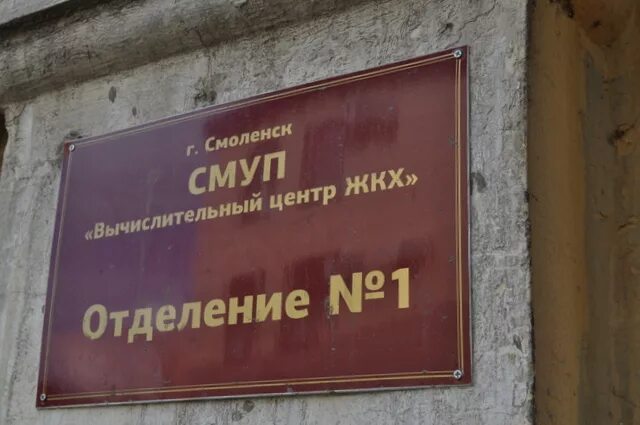 г. Смоленск
СМУП
«Вычислительный центр ЖКХ»
Отделение №1